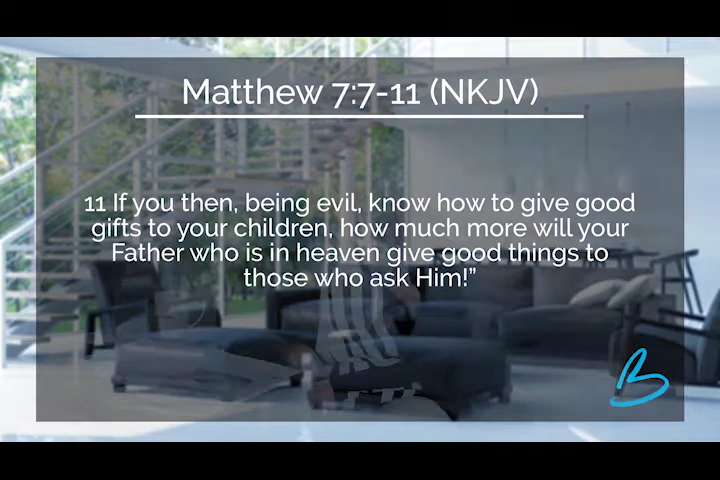 Matthew 7:7-11 (NKJV)
11 If you then, being evil, know how to give good
gifts to your children, how much more will your
Father who is in heaven give good things to
those who ask Him!”
B